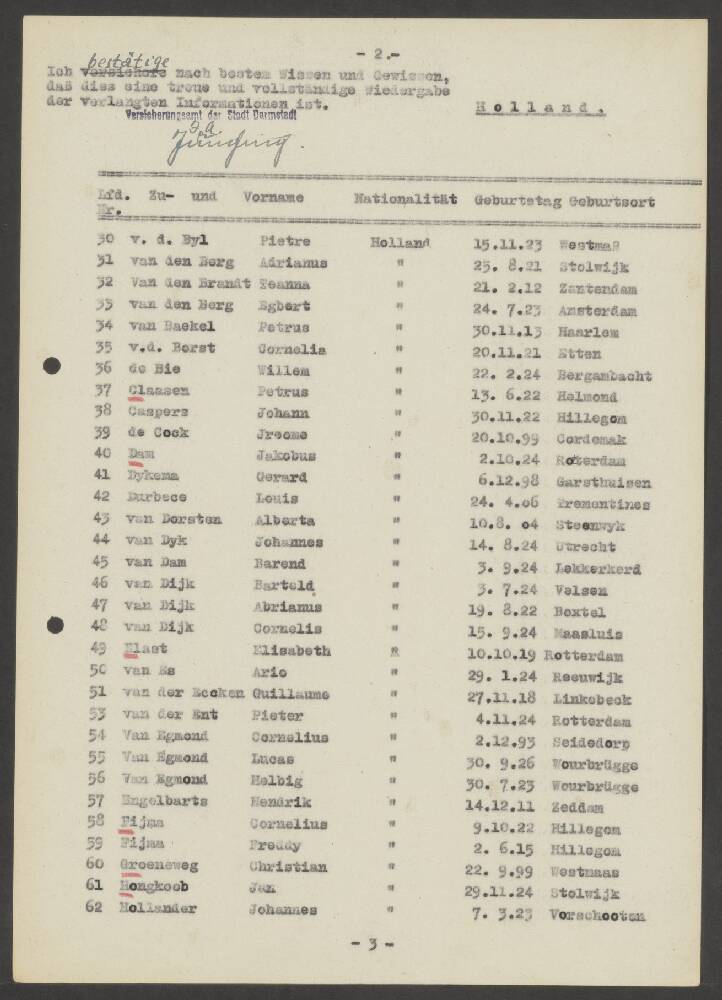 - 2.-
bestätige
Ich versichere nach bestem Wissen und Gewissen,
daß dies eine treue und vollständige Wiedergabe
der verlangten Informationen ist.
Holland.
Versicherungsamt der Stadt Darmstadt
Lfd. Zu- und Vorname Nationalität Geburtstag Geburtsort
Nr.
30 v. d. Byl Pietre Holland 15.11.23 Westmaß
31 van den Berg Adrianus " 25. 8.21 Stolwijk
32 Van den Brandt Teanna " 21. 2.12 Zantendam
33 van den Berg Egbert " 24. 7.23 Amsterdam
34 van Baekel Petrus " 30.11.13 Haarlem
35 v.d. Borst Cornelia " 20.11.21 Etten
36 de Bie Willem " 22. 2.24 Bergambacht
37 Claasen Petrus " 13. 6.22 Helmond
38 Caspers Johann " 30.11.22 Hillegom
39 de Cock Jreome " 20.10.99 Cordemak
40 Dam Jakobus " 2.10.24 Roterdam
41 Dykema Gerard " 6.12.98 Garsthuisen
42 Durbece Louis " 24. 4.06 Trementines
43 van Dorsten Alberta " 10.8. 04 Steenwyk
44 van Dyk Johannes " 14. 8.24 Utrecht
45 van Dam Barend " 3. 9.24 Lekkerkerd
46 van Dijk Barteld " 3. 7.24 Velsen
47 van Dijk Abrianus " 19. 8.22 Boxtel
48 van Dijk Cornelis " 15. 9.24 Maasluis
49 Elast Elisabeth " 10.10.19 Rotterdam
50 van Es Ario " 29. 1.24 Reeuwijk
51 van der Eecken Guillaume " 27.11.18 Linkebeck
53 van der Ent Pieter " 4.11.24 Rotterdam
54 Van Egmond Cornelius " 2.12.93 Seidedorp
55 Van Egmond Lucas " 30. 9.26 Wourbrügge
56 Van Egmond Helbig " 30. 7.23 Wourbrügge
57 Engelbarts Hendrik " 14.12.11 Zeddam
58 Fijma Cornelius " 9.10.22 Hillegom
59 Fijma Freddy " 2. 6.15 Hillegom
60 Groeneweg Christian " 22. 9.99 Westmaas
61 Hongkoob Jan " 29.11.24 Stolwijk
62 Hollander Johannes " 7. 3.23 Vorschooten
- 3 -